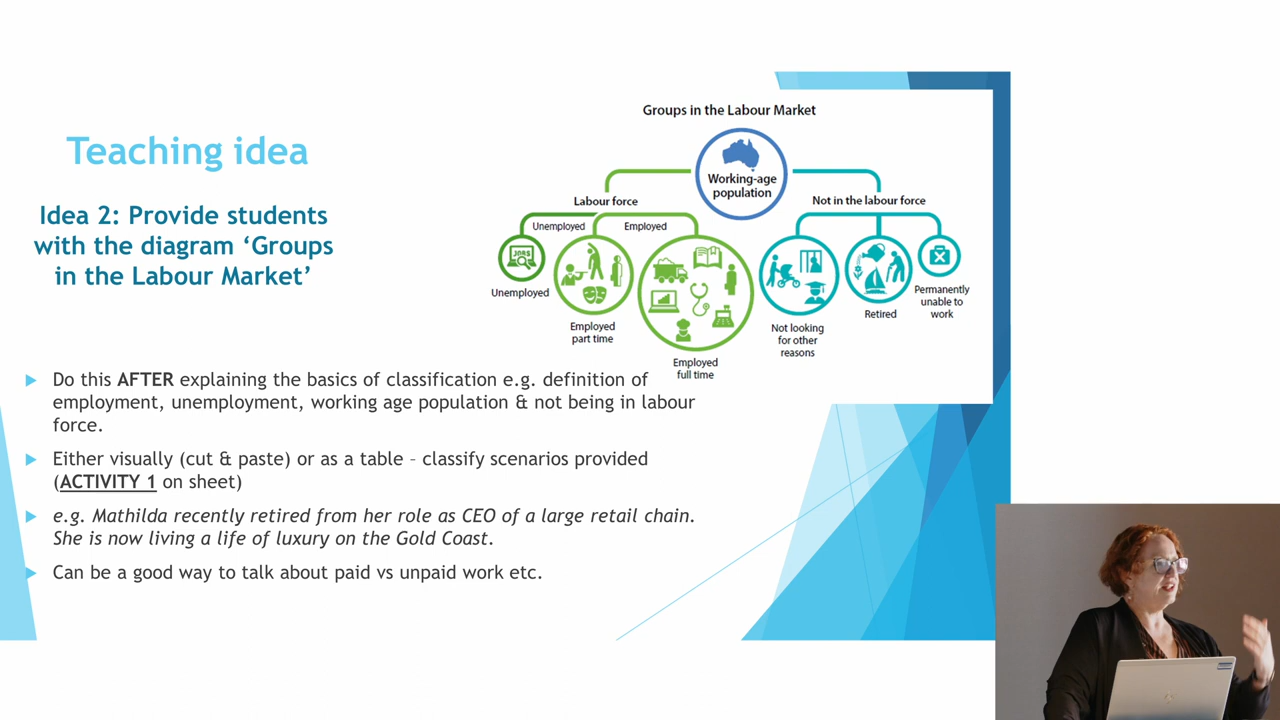 Teaching idea
Idea 2: Provide students
with the diagram ‘Groups
in the Labour Market’
Groups in the Labour Market
Working-age
population
Labour force
Not in the labour force
Unemployed
Employed
JOBS
Unemployed
Employed
part time
Employed
full time
Not looking
for other
reasons
Retired
Permanently
unable to
work
Do this AFTER explaining the basics of classification e.g. definition of
employment, unemployment, working age population & not being in labour
force.
Either visually (cut & paste) or as a table – classify scenarios provided
(ACTIVITY 1 on sheet)
e.g. Mathilda recently retired from her role as CEO of a large retail chain.
She is now living a life of luxury on the Gold Coast.
Can be a good way to talk about paid vs unpaid work etc.